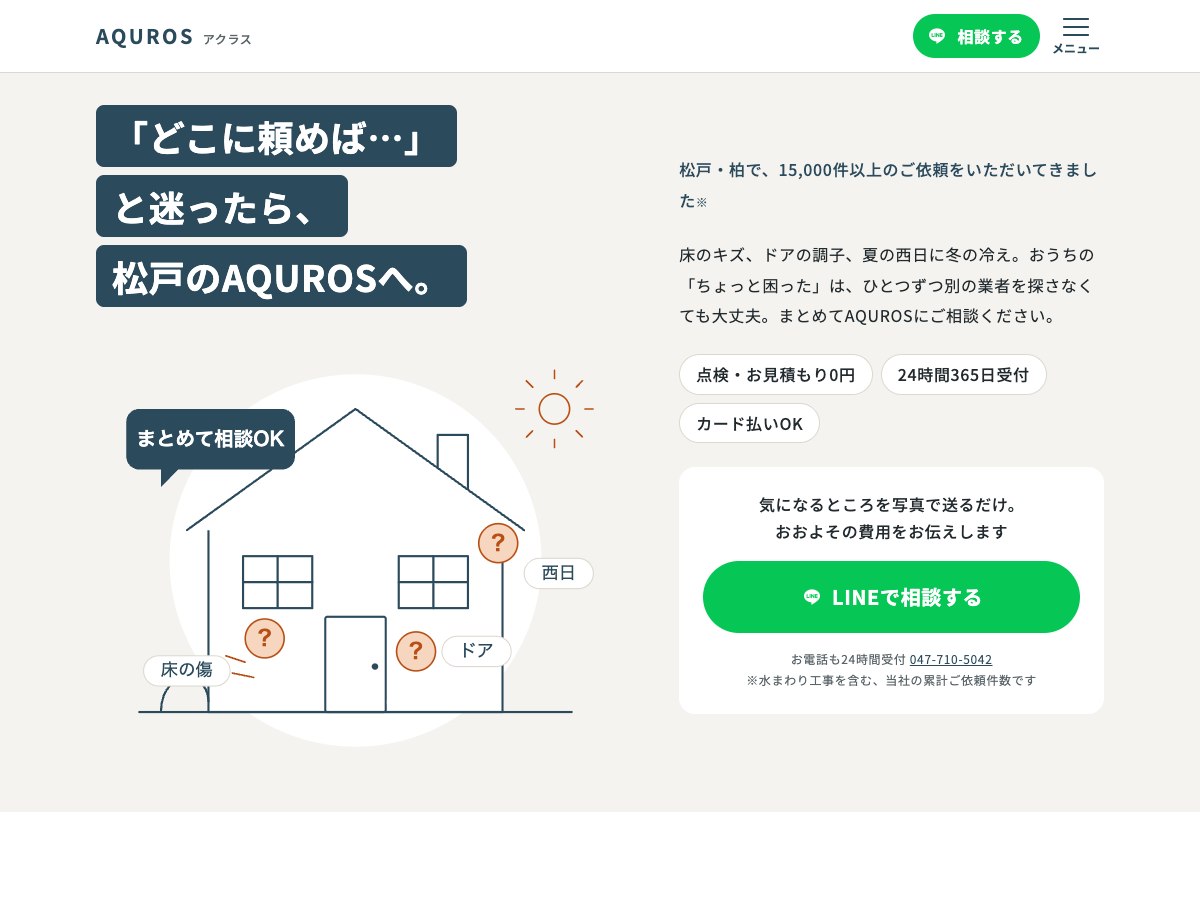 AQUROS アクラス
LINE 相談する
メニュー
「どこに頼めば…」
と迷ったら、
松戸のAQUROSへ。
松戸・柏で、15,000件以上のご依頼をいただいてきまし
た※
床のキズ、ドアの調子、夏の西日に冬の冷え。おうちの
「ちょっと困った」は、ひとつずつ別の業者を探さなく
ても大丈夫。まとめてAQUROSにご相談ください。
点検・お見積もり0円
24時間365日受付
カード払いOK
気になるところを写真で送るだけ。
おおよその費用をお伝えします
LINE LINEで相談する
お電話も24時間受付 047-710-5042
※水まわり工事を含む、当社の累計ご依頼件数です
まとめて相談OK
?
西日
?
?
ドア
床の傷